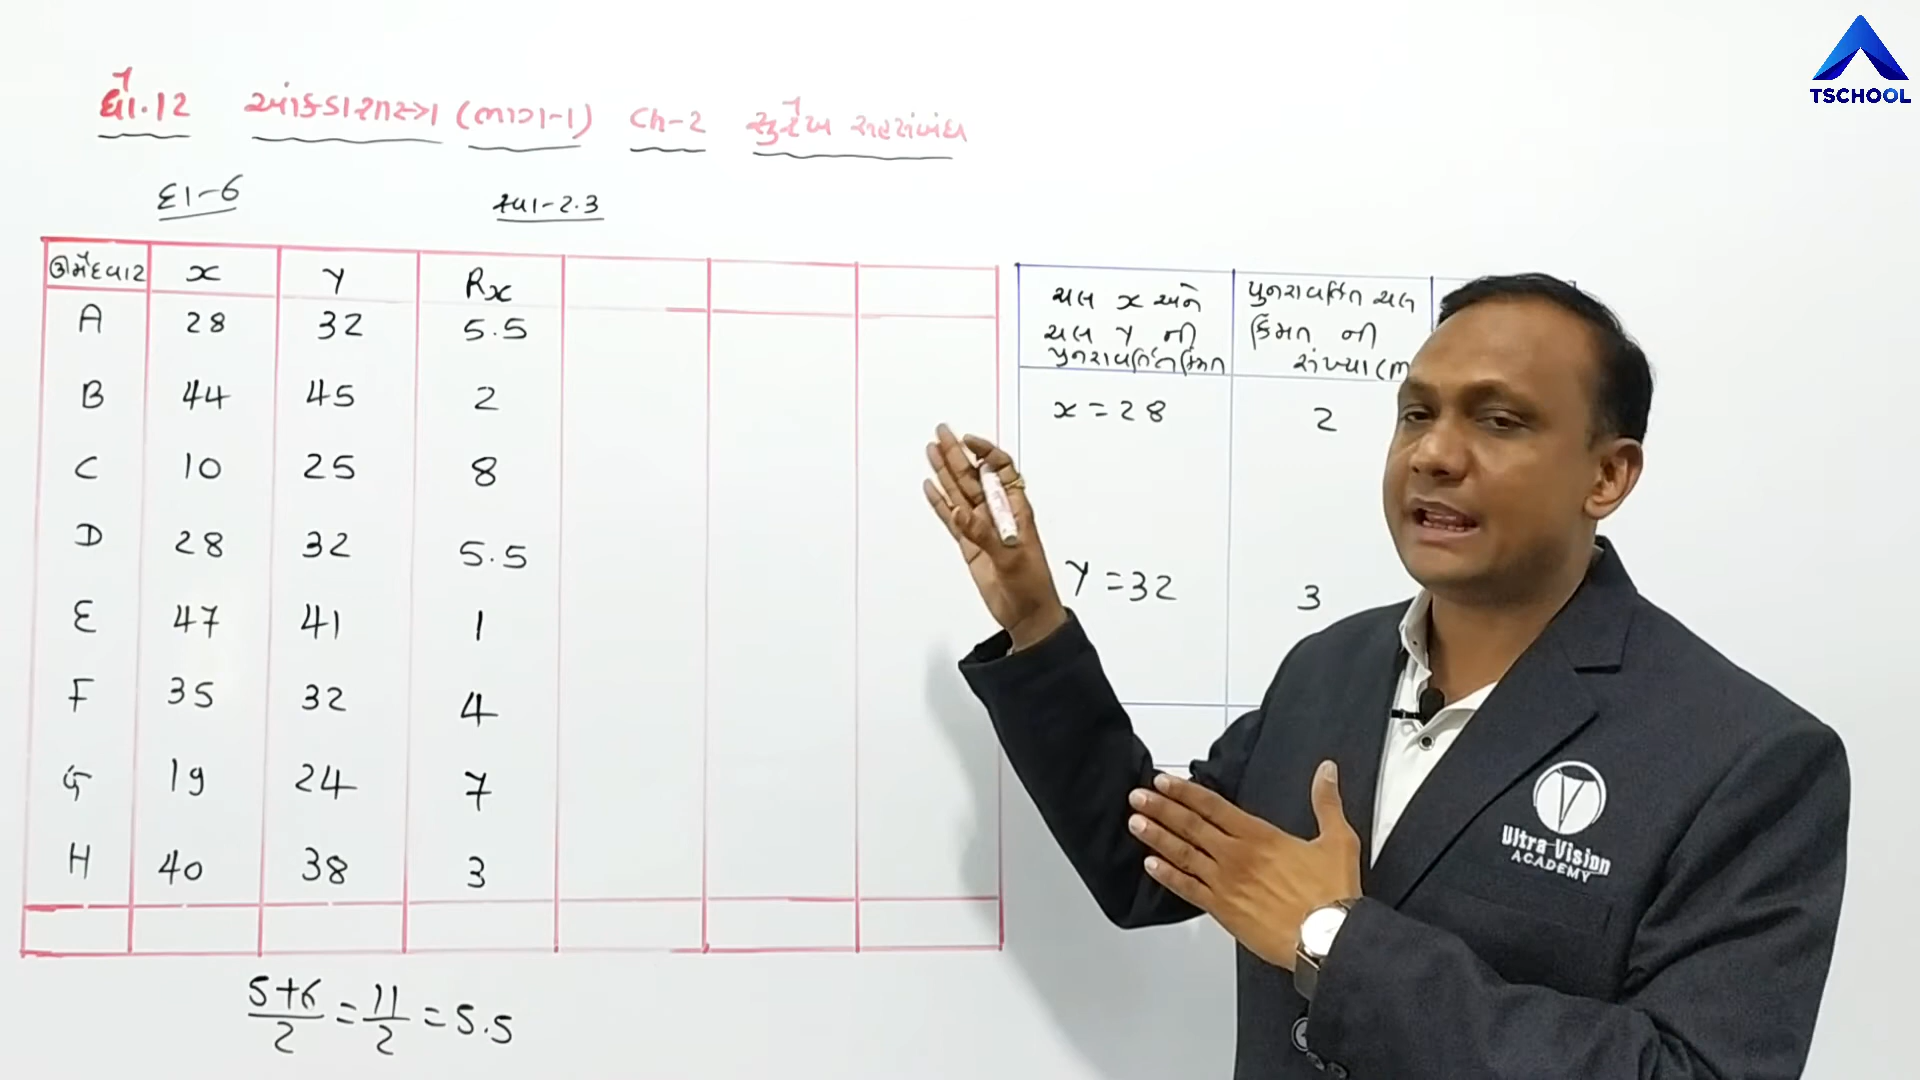 TSCHOOL
ધો.12 આંકડાશાસ્ત્ર (ભાગ-1) Ch-2 સુરેખ સહસંબંધ
દા-6 સ્વા-2.3
ઉમેદવાર x Y Rx
A 28 32 5.5
B 44 45 2
C 10 25 8
D 28 32 5.5
E 47 41 1
F 35 32 4
G 19 24 7
H 40 38 3
5+6/2 = 11/2 = 5.5
ચલ x અને
ચલ Y ની
પુનરાવર્તિત કિંમત
પુનરાવર્તિત ચલ
કિંમત ની
સંખ્યા (m
x = 28 2
Y = 32 3
Ultra Vision
ACADEMY